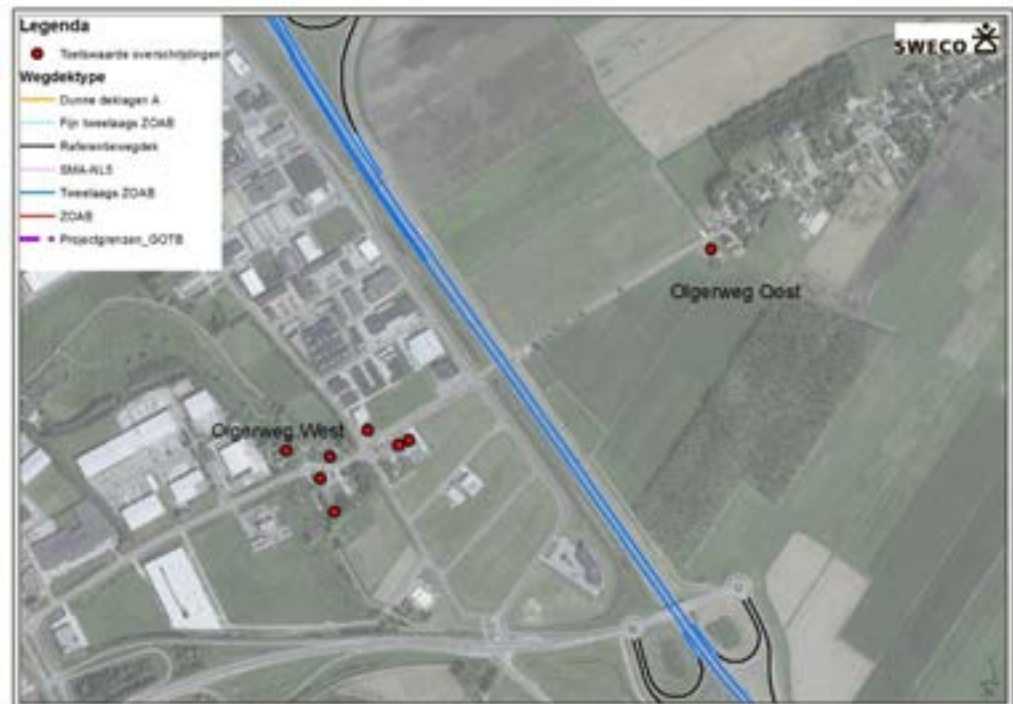 Legenda
Toetswaarde overschrijdingen
Wegdektype
Dunne deklagen A
Fijn tweelaags ZOAB
Referentiewegdek
SMA-NL5
Tweelaags ZOAB
ZOAB
Projectgrenzen_GOTB
SWECO
Olgerweg Oost
Olgerweg West